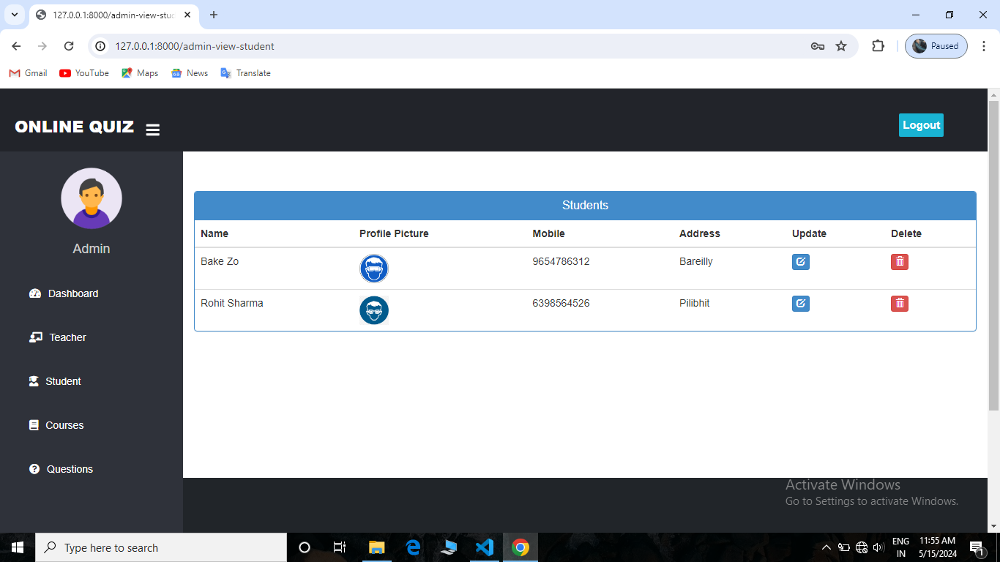 127.0.0.1:8000/admin-view-stud
127.0.0.1:8000/admin-view-student
Paused
Gmail YouTube Maps News Translate
ONLINE QUIZ
Logout
Admin
Dashboard
Teacher
Student
Courses
Questions
Students
Name Profile Picture Mobile Address Update Delete
Bake Zo 9654786312 Bareilly
Rohit Sharma 6398564526 Pilibhit
Activate Windows
Go to Settings to activate Windows.
Type here to search
ENG
IN
11:55 AM
5/15/2024
1